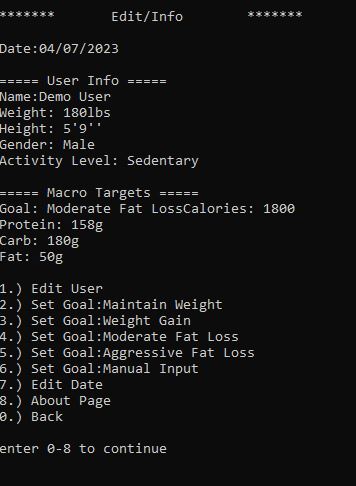 *******       Edit/Info        *******
Date:04/07/2023
===== User Info =====
Name:Demo User
Weight: 180lbs
Height: 5'9''
Gender: Male
Activity Level: Sedentary
===== Macro Targets =====
Goal: Moderate Fat LossCalories: 1800
Protein: 158g
Carb: 180g
Fat: 50g
1.) Edit User
2.) Set Goal:Maintain Weight
3.) Set Goal:Weight Gain
4.) Set Goal:Moderate Fat Loss
5.) Set Goal:Aggressive Fat Loss
6.) Set Goal:Manual Input
7.) Edit Date
8.) About Page
0.) Back
enter 0-8 to continue